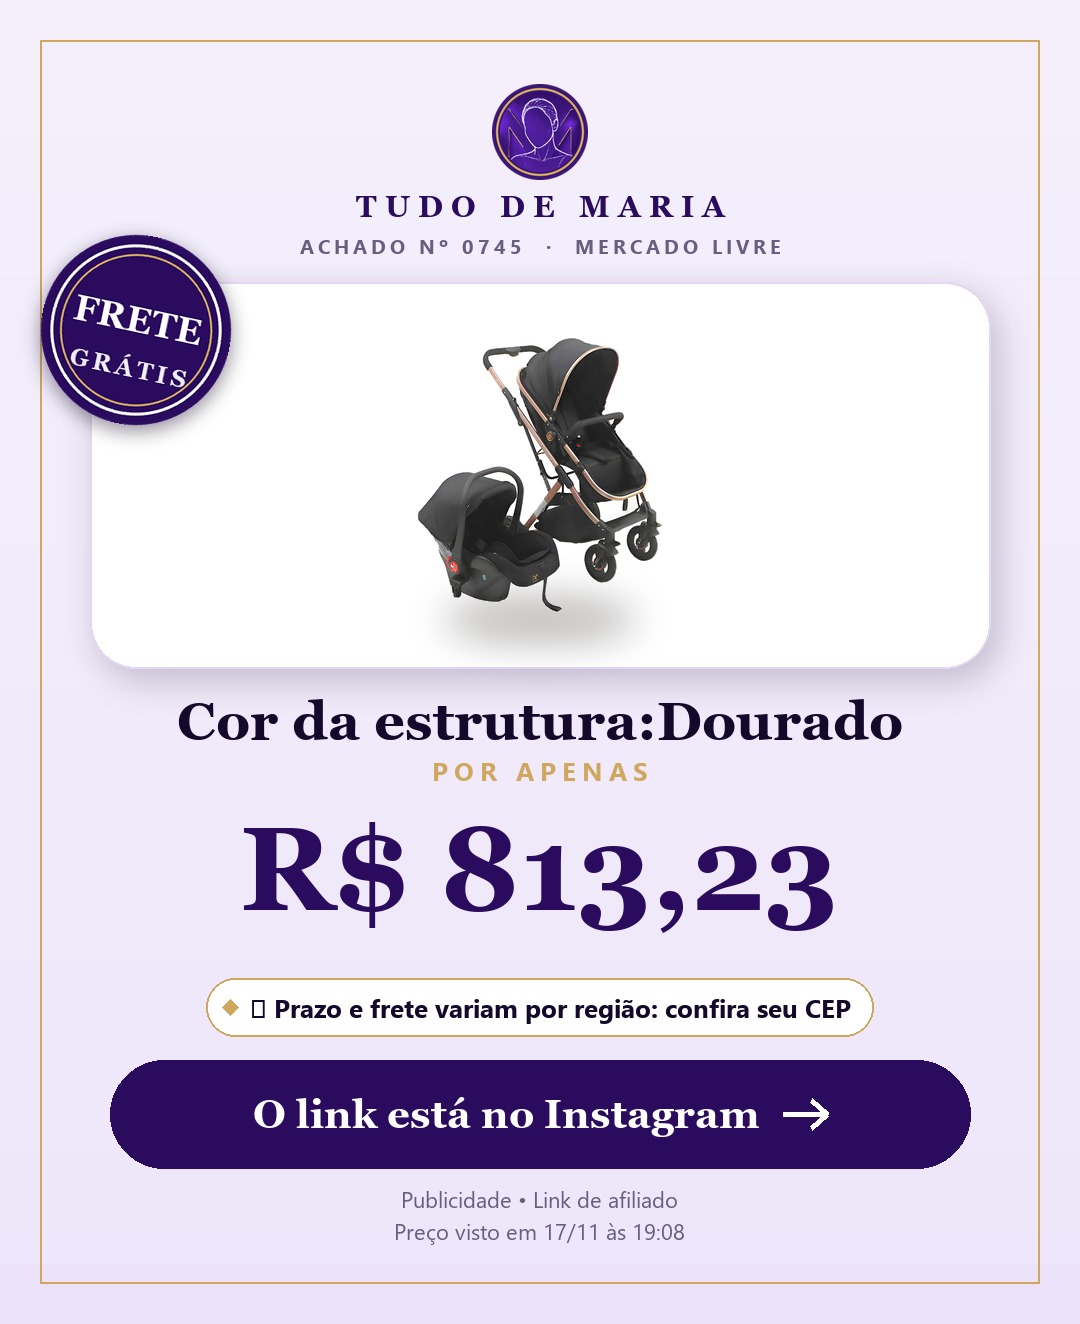 TUDO DE MARIA
ACHADO Nº 0745 · MERCADO LIVRE
FRETE
GRÁTIS
Cor da estrutura:Dourado
POR APENAS
R$ 813,23
Prazo e frete variam por região: confira seu CEP
O link está no Instagram →
Publicidade • Link de afiliado
Preço visto em 17/11 às 19:08